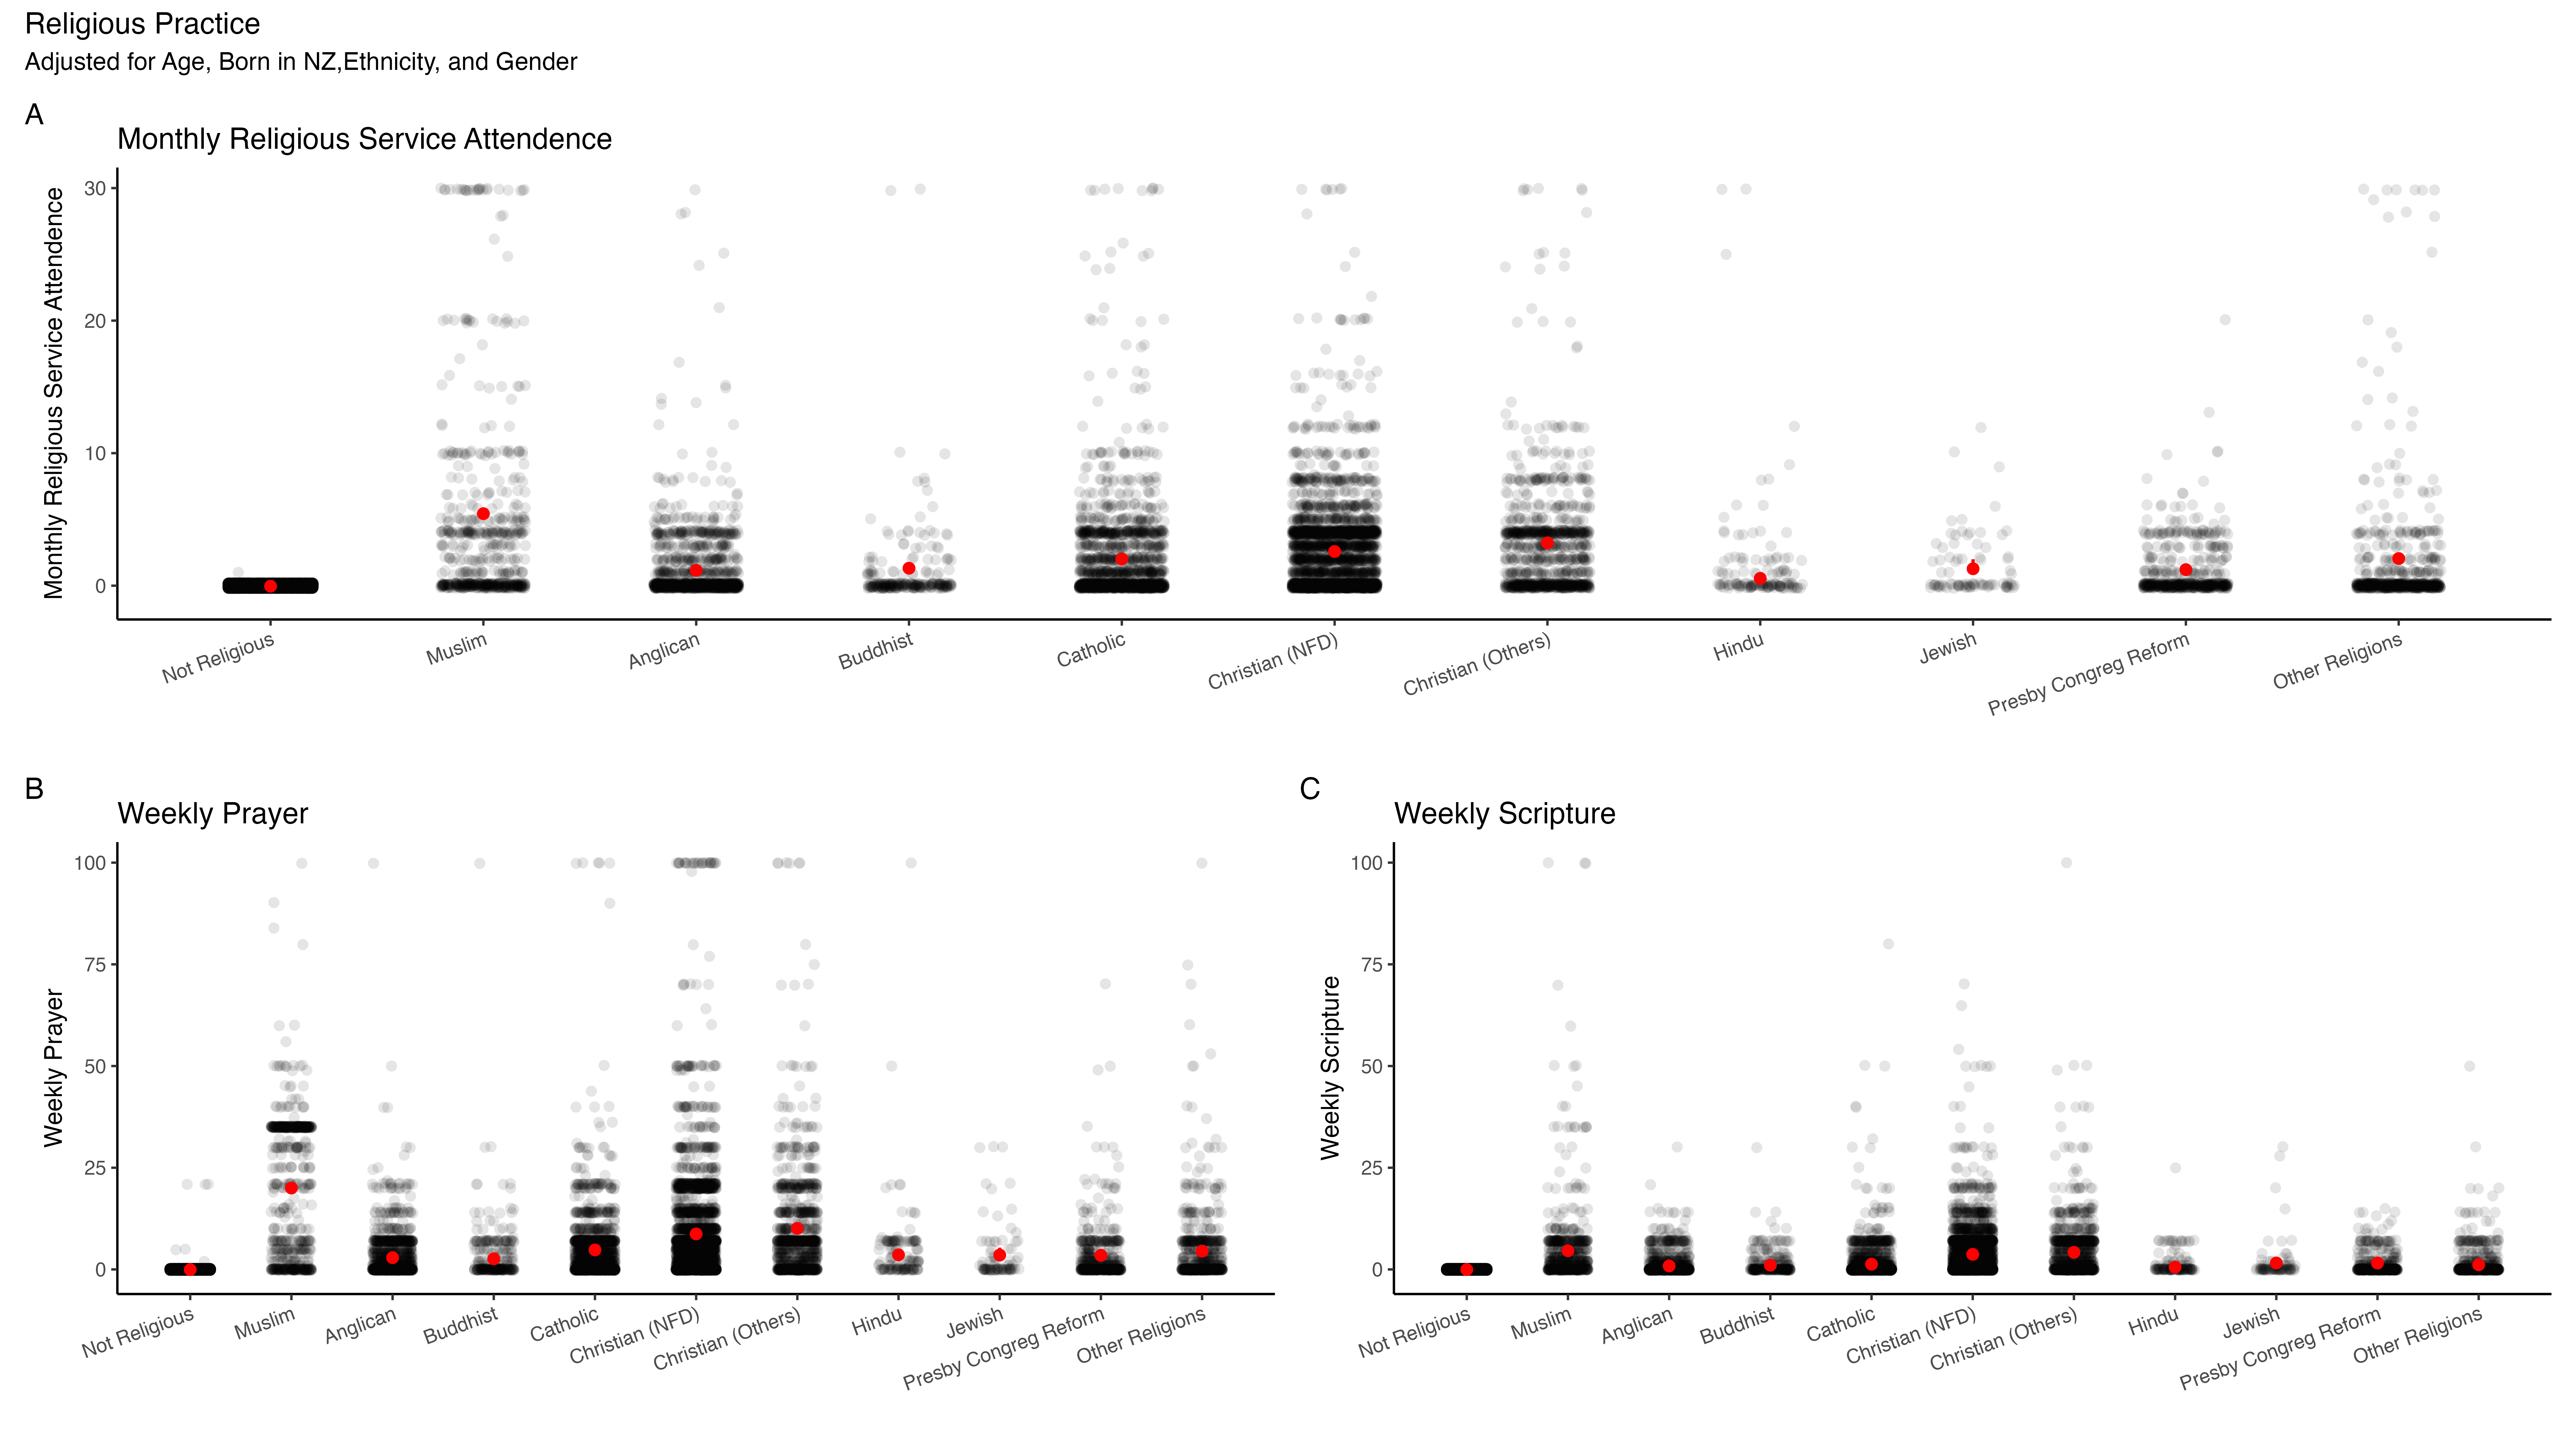 Religious Practice
Adjusted for Age, Born in NZ,Ethnicity, and Gender
A
Monthly Religious Service Attendence
Monthly Religious Service Attendence
30
20
10
0
Not Religious
Muslim
Anglican
Buddhist
Catholic
Christian (NFD)
Christian (Others)
Hindu
Jewish
Presby Congreg Reform
Other Religions
B
Weekly Prayer
Weekly Prayer
100
75
50
25
0
Not Religious
Muslim
Anglican
Buddhist
Catholic
Christian (NFD)
Christian (Others)
Hindu
Jewish
Presby Congreg Reform
Other Religions
C
Weekly Scripture
Weekly Scripture
100
75
50
25
0
Not Religious
Muslim
Anglican
Buddhist
Catholic
Christian (NFD)
Christian (Others)
Hindu
Jewish
Presby Congreg Reform
Other Religions